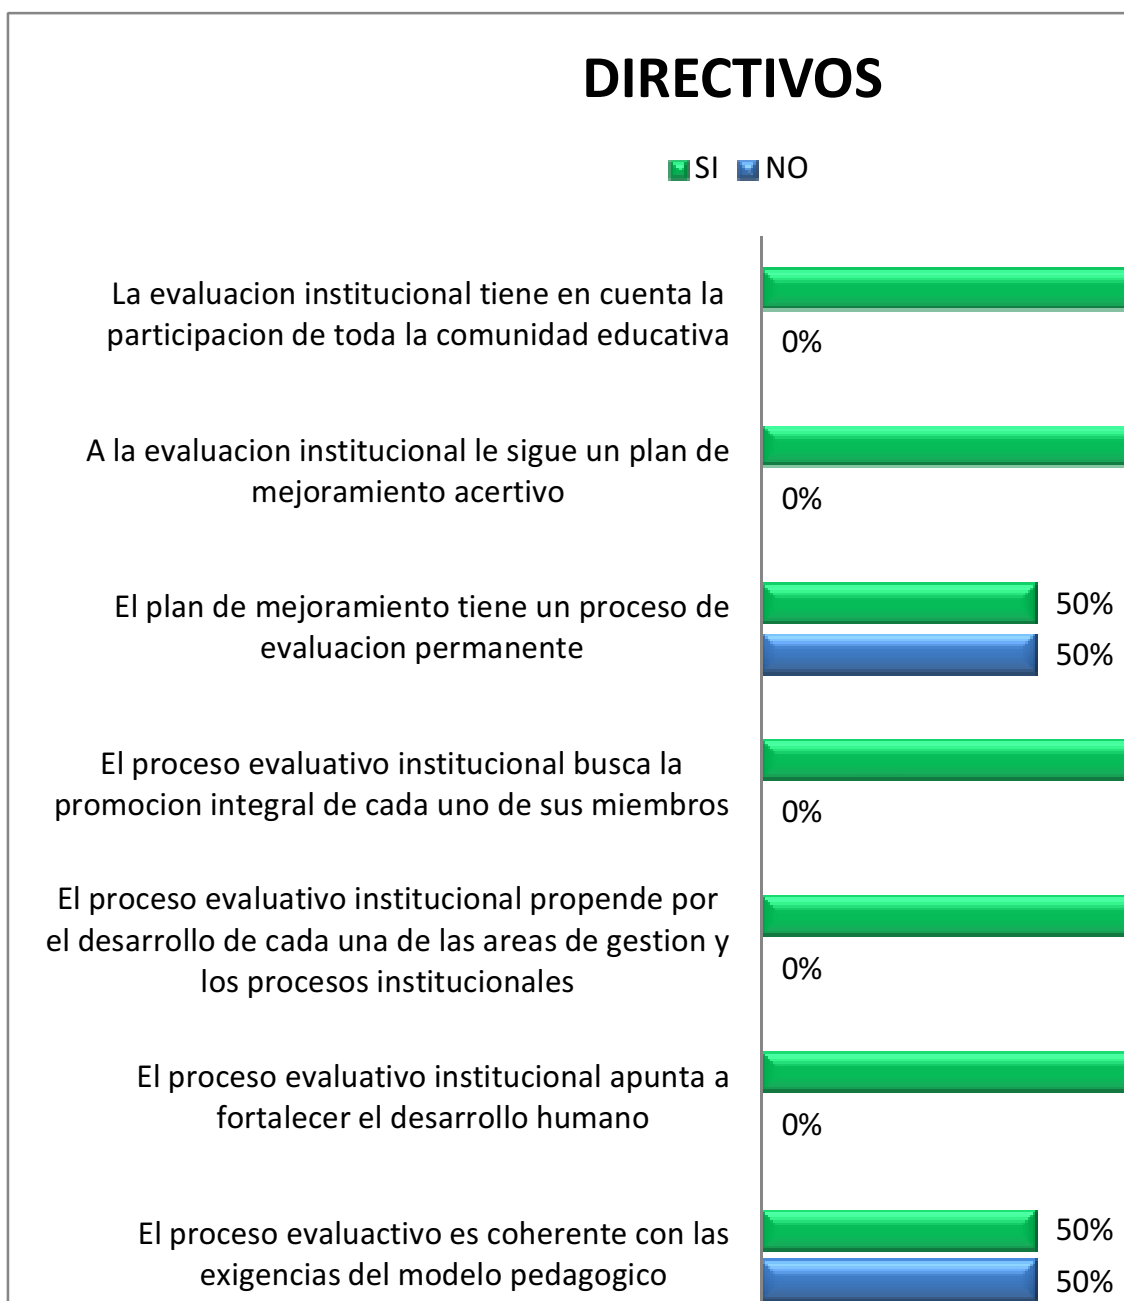 DIRECTIVOS
SI NO
La evaluacion institucional tiene en cuenta la
participacion de toda la comunidad educativa
0%
A la evaluacion institucional le sigue un plan de
mejoramiento acertivo
0%
El plan de mejoramiento tiene un proceso de
evaluacion permanente
50%
50%
El proceso evaluativo institucional busca la
promocion integral de cada uno de sus miembros
0%
El proceso evaluativo institucional propende por
el desarrollo de cada una de las areas de gestion y
los procesos institucionales
0%
El proceso evaluativo institucional apunta a
fortalecer el desarrollo humano
0%
El proceso evaluactivo es coherente con las
exigencias del modelo pedagogico
50%
50%